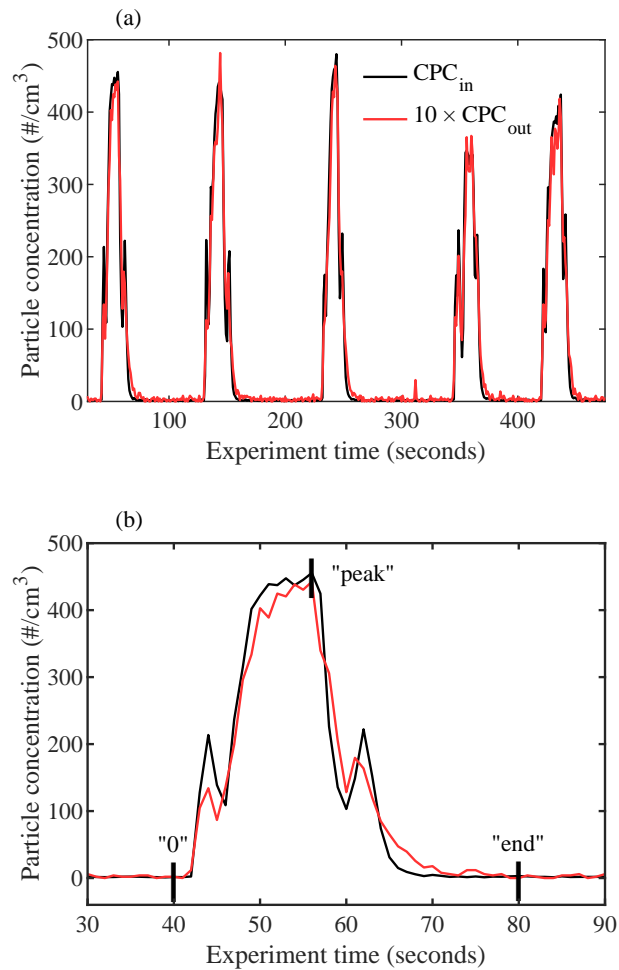 (a)
Particle concentration (#/cm³)
500
400
300
200
100
0
CPC_in
10 × CPC_out
100
200
300
400
Experiment time (seconds)
(b)
Particle concentration (#/cm³)
500
400
300
200
100
0
"peak"
"0"
"end"
30
40
50
60
70
80
90
Experiment time (seconds)